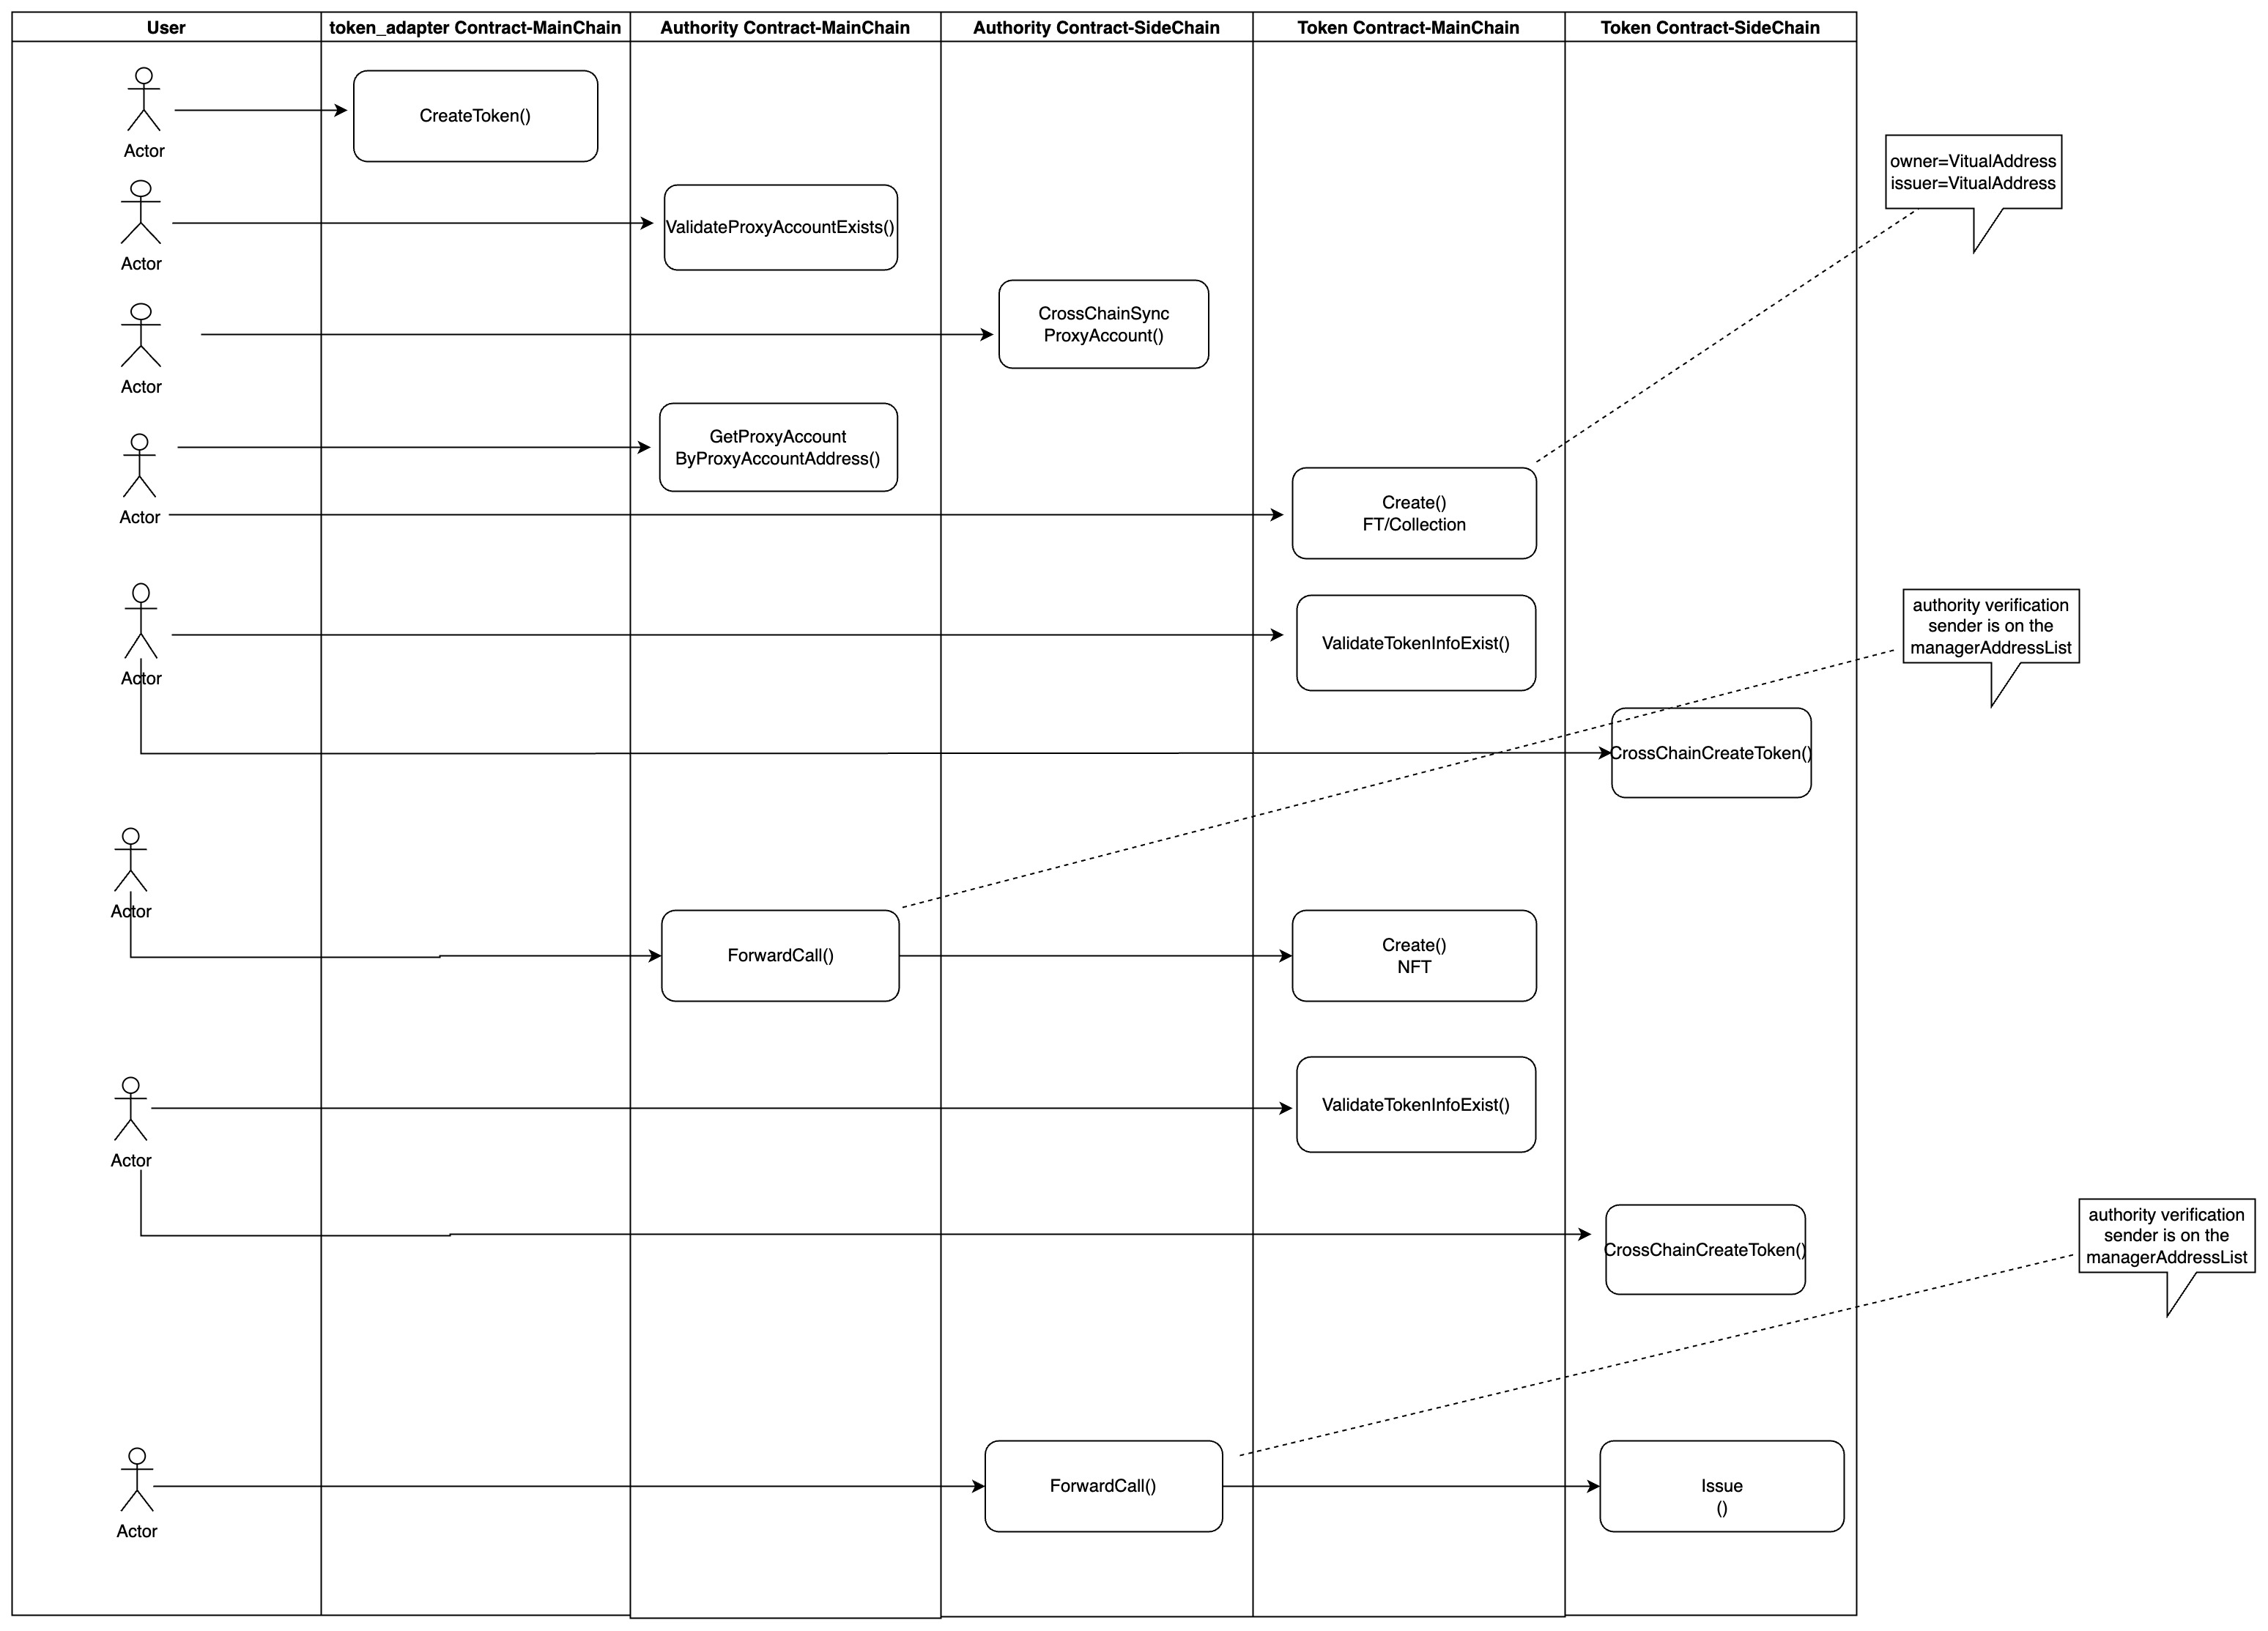 User
token_adapter Contract-MainChain
Authority Contract-MainChain
Authority Contract-SideChain
Token Contract-MainChain
Token Contract-SideChain
CreateToken()
Actor
owner=VitualAddress
issuer=VitualAddress
ValidateProxyAccountExists()
Actor
CrossChainSync
ProxyAccount()
Actor
GetProxyAccount
ByProxyAccountAddress()
Actor
Create()
FT/Collection
authority verification
sender is on the
managerAddressList
ValidateTokenInfoExist()
Actor
CrossChainCreateToken()
Actor
ForwardCall()
Create()
NFT
ValidateTokenInfoExist()
Actor
authority verification
sender is on the
managerAddressList
CrossChainCreateToken()
ForwardCall()
Issue
()
Actor